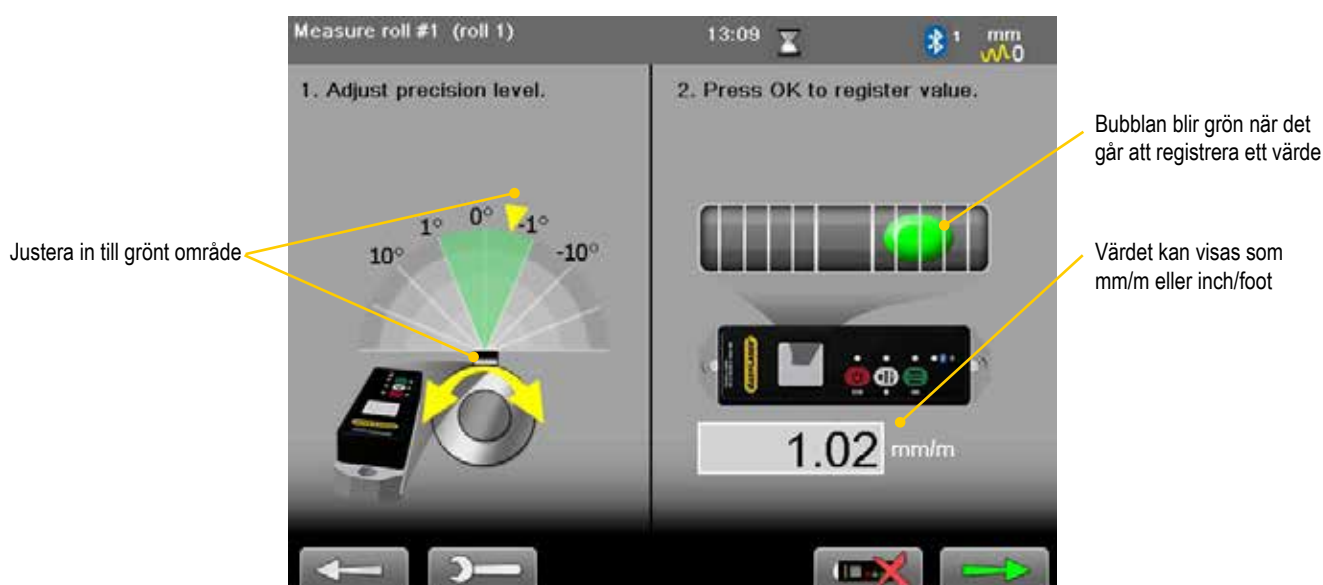 Measure roll #1 (roll 1)
13:09
1
mm
0
1. Adjust precision level.
2. Press OK to register value.
Bubblan blir grön när det
går att registrera ett värde
Justera in till grönt område
10°
1°
0°
-1°
-10°
Värdet kan visas som
mm/m eller inch/foot
1.02 mm/m